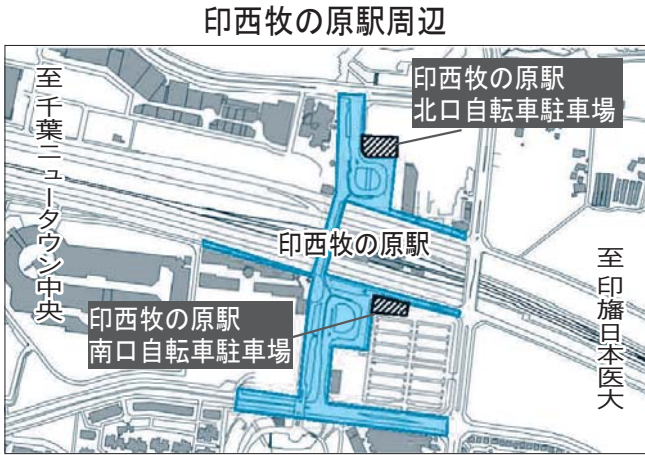 印西牧の原駅周辺
至千葉ニュータウン中央
印西牧の原駅
北口自転車駐車場
印西牧の原駅
至印旛日本医大
印西牧の原駅
南口自転車駐車場